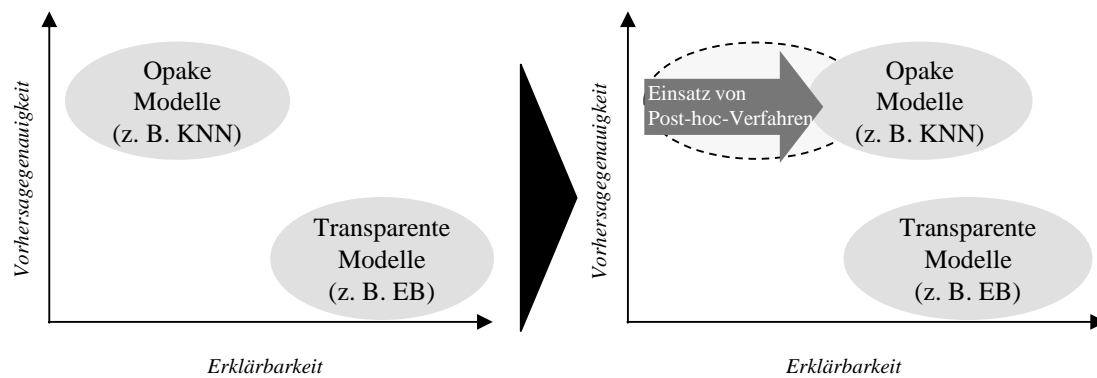 Vorhersagegenauigkeit
Opake
Modelle
(z. B. KNN)
Transparente
Modelle
(z. B. EB)
Erklärbarkeit
Vorhersagegenauigkeit
Einsatz von
Post-hoc-Verfahren
Opake
Modelle
(z. B. KNN)
Transparente
Modelle
(z. B. EB)
Erklärbarkeit